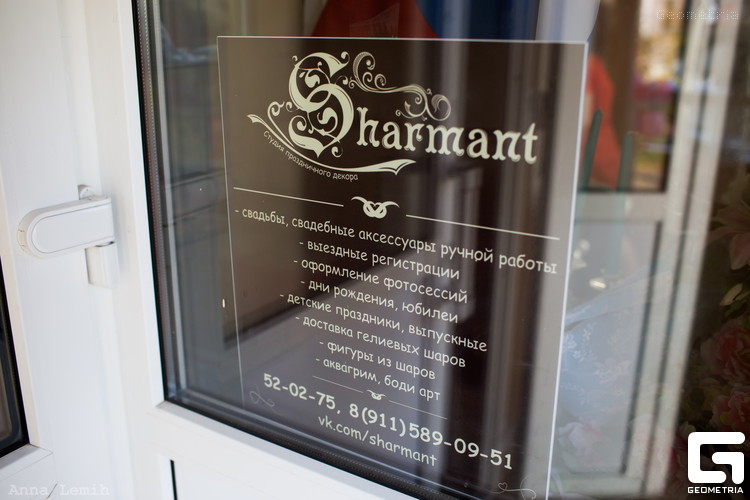 Geometria
Sharmant
студия праздничного декора
- свадьбы, свадебные аксессуары ручной работы
- выездные регистрации
- оформление фотосессий
- дни рождения, юбилеи
- детские праздники, выпускные
- доставка гелиевых шаров
- фигуры из шаров
- аквагрим, боди арт
52-02-75, 8(911)589-09-51
vk.com/sharmant
Anna Lemin
GEOMETRIA